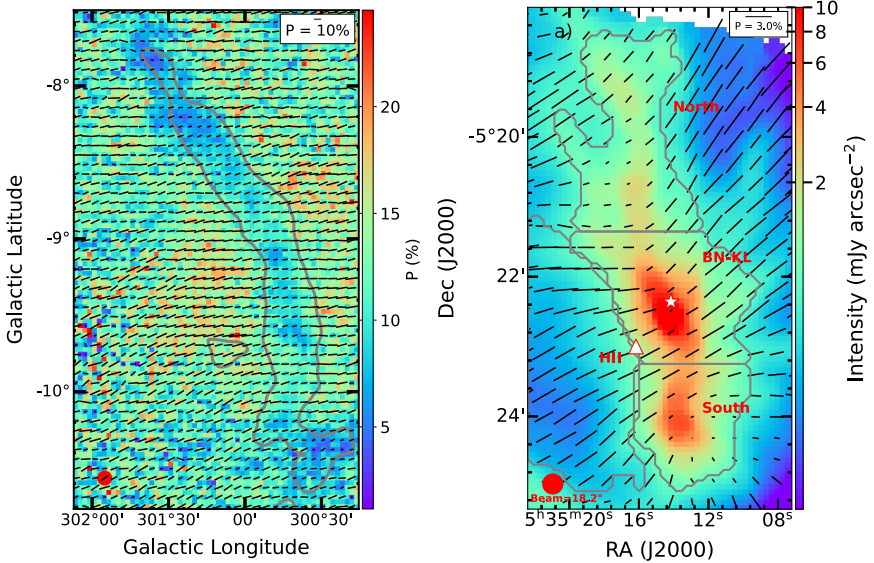 P = 10%
-8°
-9°
-10°
Galactic Latitude
302°00'
301°30'
00'
300°30'
Galactic Longitude
20
15
10
5
P (%)
a)
P = 3.0%
North
BN-KL
HII
South
Beam=18.2"
-5°20'
22'
24'
Dec (J2000)
5ʰ35ᵐ20ˢ
16ˢ
12ˢ
08ˢ
RA (J2000)
10
8
6
4
2
Intensity (mJy arcsec⁻²)